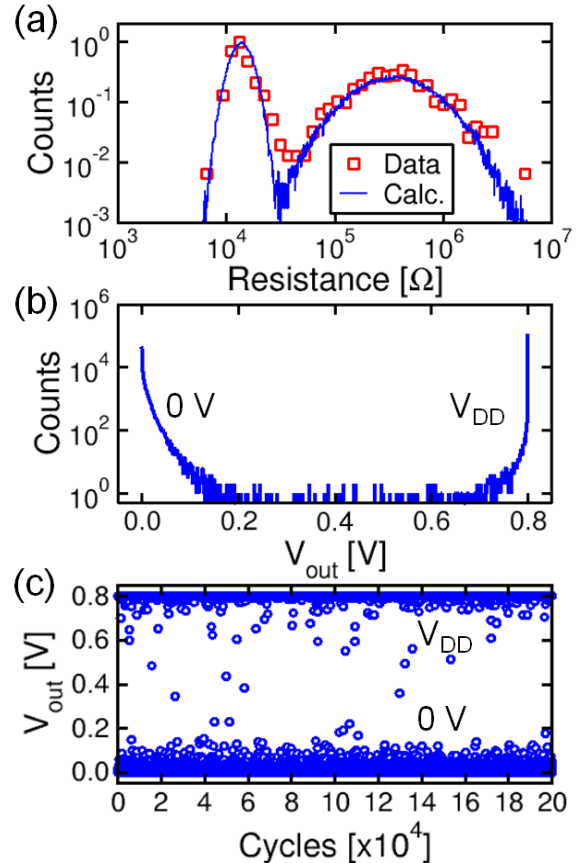 (a)
Counts
10^0
10^-1
10^-2
10^-3
Data
Calc.
10^3 10^4 10^5 10^6 10^7
Resistance [Ω]
(b)
Counts
10^6
10^4
10^2
10^0
0 V
V_DD
0.0 0.2 0.4 0.6 0.8
V_out [V]
(c)
V_out [V]
0.8
0.6
0.4
0.2
0.0
V_DD
0 V
0 2 4 6 8 10 12 14 16 18 20
Cycles [x10^4]